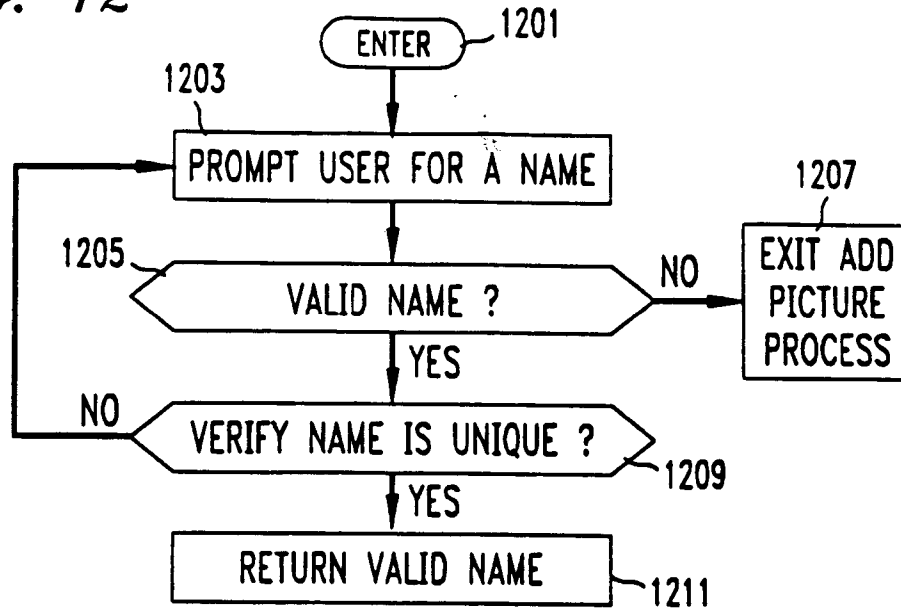 12
ENTER
1201
1203
PROMPT USER FOR A NAME
1205
VALID NAME ?
NO
1207
EXIT ADD
PICTURE
PROCESS
YES
NO
VERIFY NAME IS UNIQUE ?
1209
YES
RETURN VALID NAME
1211